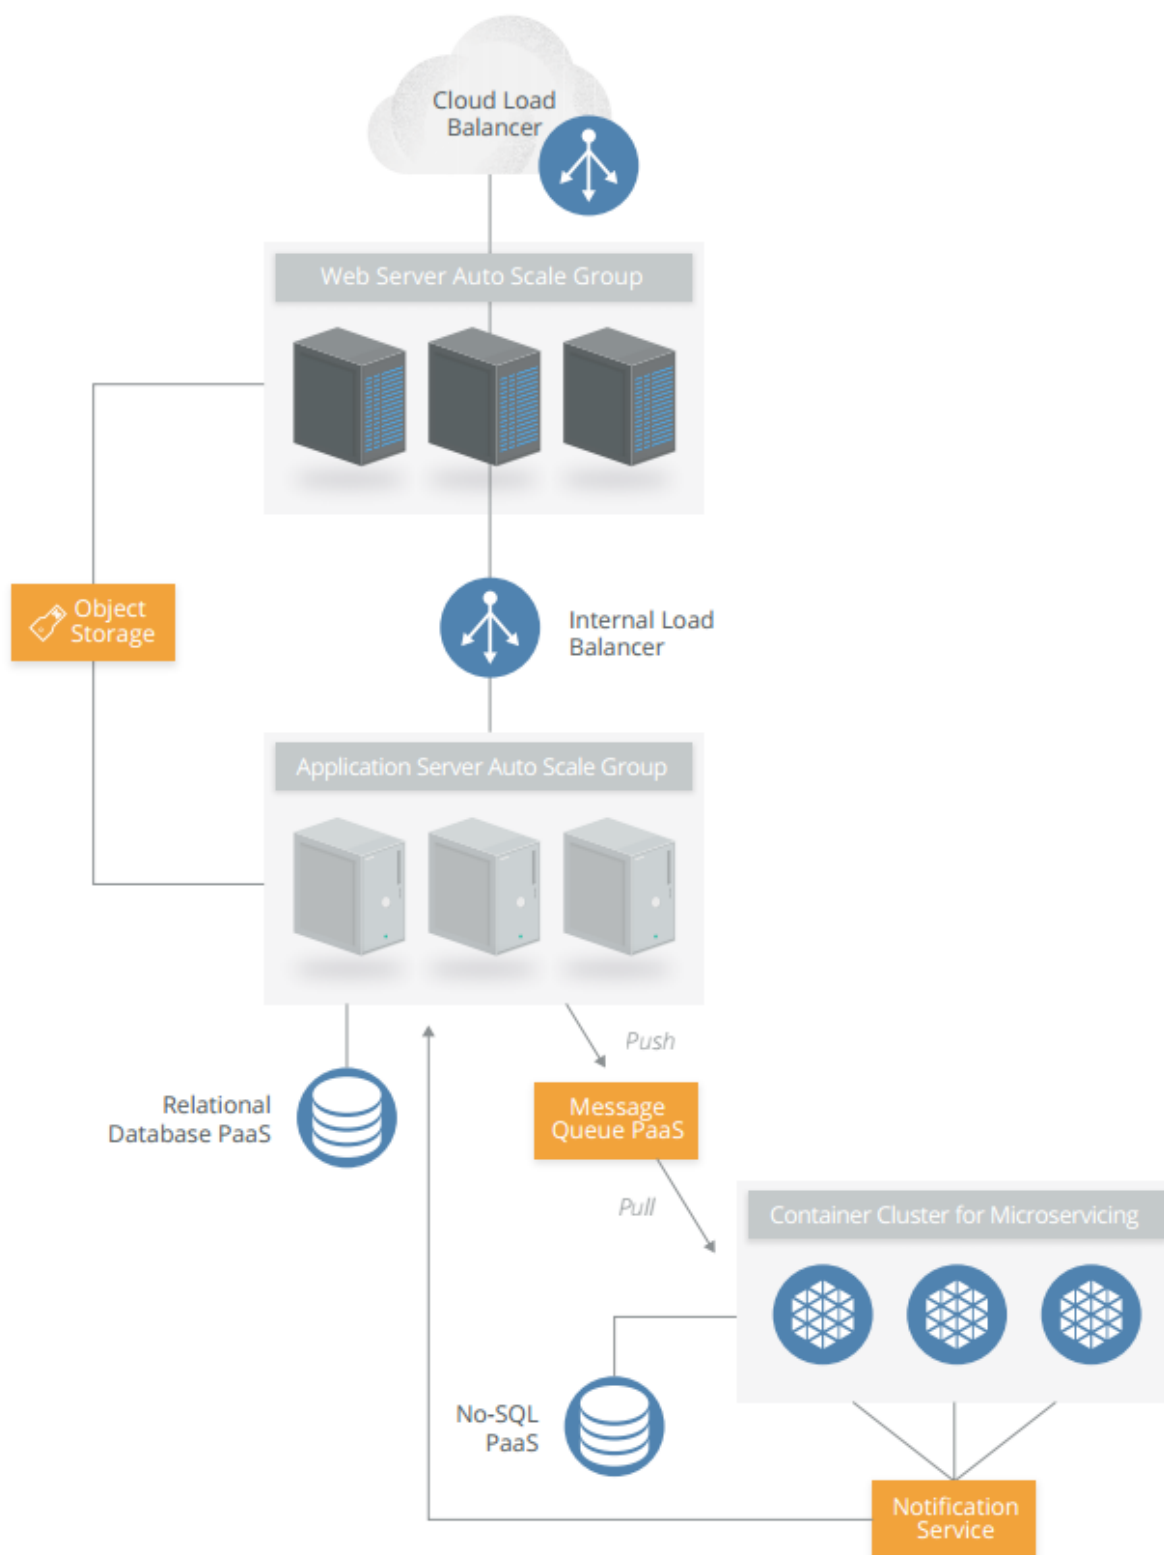 Cloud Load
Balancer
Web Server Auto Scale Group
Object
Storage
Internal Load
Balancer
Application Server Auto Scale Group
Push
Relational
Database PaaS
Message
Queue PaaS
Pull
Container Cluster for Microservicing
No-SQL
PaaS
Notification
Service